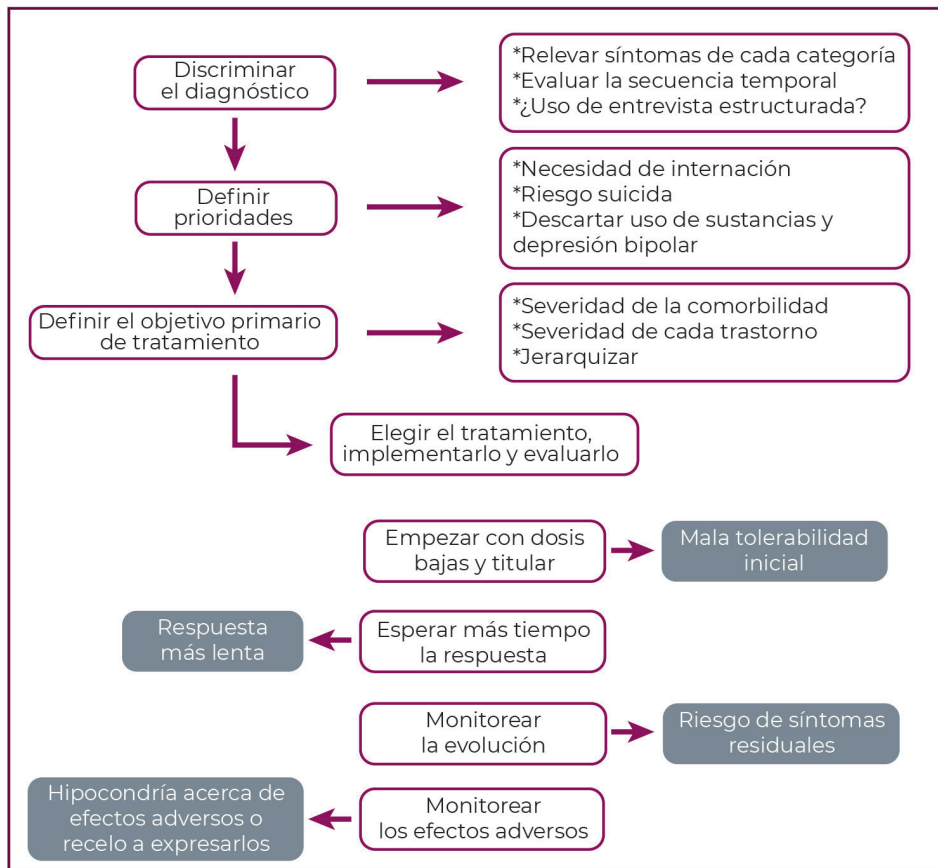 Discriminar
el diagnóstico
*Relevar síntomas de cada categoría
*Evaluar la secuencia temporal
*¿Uso de entrevista estructurada?
Definir
prioridades
*Necesidad de internación
*Riesgo suicida
*Descartar uso de sustancias y
depresión bipolar
Definir el objetivo primario
de tratamiento
*Severidad de la comorbilidad
*Severidad de cada trastorno
*Jerarquizar
Elegir el tratamiento,
implementarlo y evaluarlo
Empezar con dosis
bajas y titular
Mala tolerabilidad
inicial
Respuesta
más lenta
Esperar más tiempo
la respuesta
Monitorear
la evolución
Riesgo de síntomas
residuales
Hipocondría acerca de
efectos adversos o
recelo a expresarlos
Monitorear
los efectos adversos